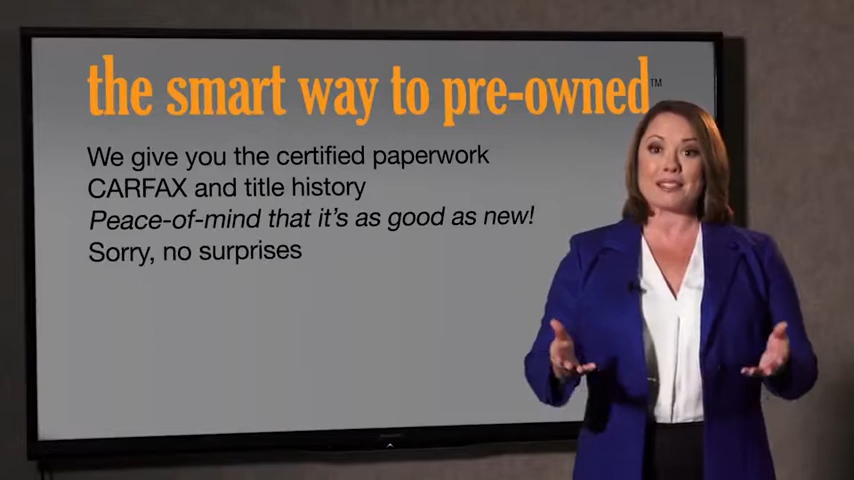 the smart way to pre-owned™
We give you the certified paperwork
CARFAX and title history
Peace-of-mind that it's as good as new!
Sorry, no surprises